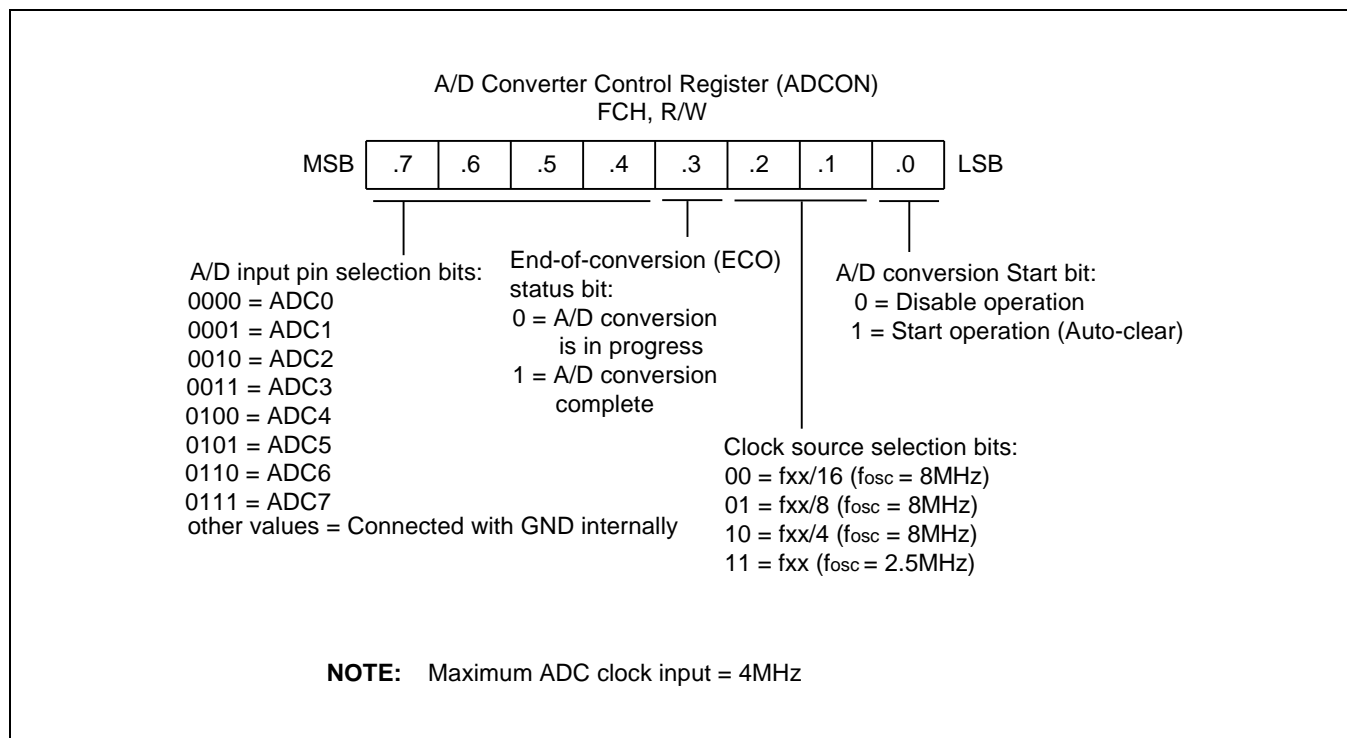 A/D Converter Control Register (ADCON)
FCH, R/W
MSB .7 .6 .5 .4 .3 .2 .1 .0 LSB
A/D input pin selection bits:
0000 = ADC0
0001 = ADC1
0010 = ADC2
0011 = ADC3
0100 = ADC4
0101 = ADC5
0110 = ADC6
0111 = ADC7
other values = Connected with GND internally
End-of-conversion (ECO)
status bit:
0 = A/D conversion
is in progress
1 = A/D conversion
complete
Clock source selection bits:
00 = fxx/16 (fosc = 8MHz)
01 = fxx/8 (fosc = 8MHz)
10 = fxx/4 (fosc = 8MHz)
11 = fxx (fosc = 2.5MHz)
A/D conversion Start bit:
0 = Disable operation
1 = Start operation (Auto-clear)
NOTE: Maximum ADC clock input = 4MHz